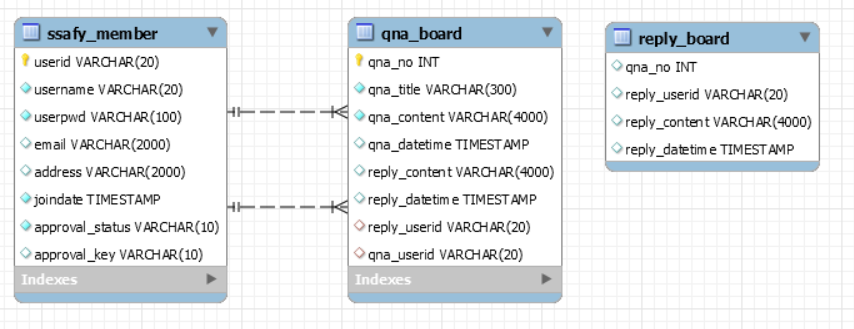 ssafy_member
userid VARCHAR(20)
username VARCHAR(20)
userpwd VARCHAR(100)
email VARCHAR(2000)
address VARCHAR(2000)
joindate TIMESTAMP
approval_status VARCHAR(10)
approval_key VARCHAR(10)
Indexes
qna_board
qna_no INT
qna_title VARCHAR(300)
qna_content VARCHAR(4000)
qna_datetime TIMESTAMP
reply_content VARCHAR(4000)
reply_datetime TIMESTAMP
reply_userid VARCHAR(20)
qna_userid VARCHAR(20)
Indexes
reply_board
qna_no INT
reply_userid VARCHAR(20)
reply_content VARCHAR(4000)
reply_datetime TIMESTAMP